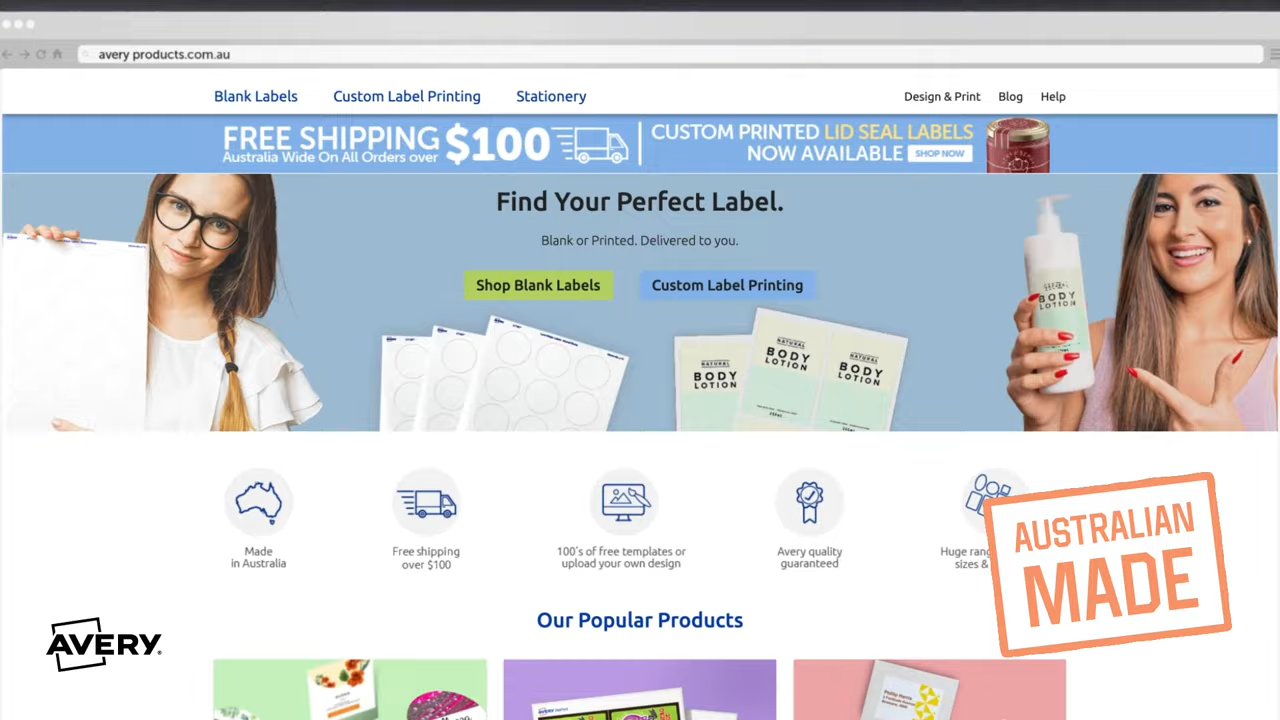 avery products.com.au
Blank Labels
Custom Label Printing
Stationery
Design & Print
Blog
Help
FREE SHIPPING
Australia Wide On All Orders over
$100
CUSTOM PRINTED LID SEAL LABELS
NOW AVAILABLE
SHOP NOW
Find Your Perfect Label.
Blank or Printed. Delivered to you.
Shop Blank Labels
Custom Label Printing
NATURAL
BODY
LOTION
NATURAL
BODY
LOTION
NATURAL
BODY
LOTION
BODY
LOTION
Made
in Australia
Free shipping
over $100
100's of free templates or
upload your own design
Avery quality
guaranteed
Huge
sizes &
AUSTRALIAN
MADE
Our Popular Products
AVERY
Philip Morris